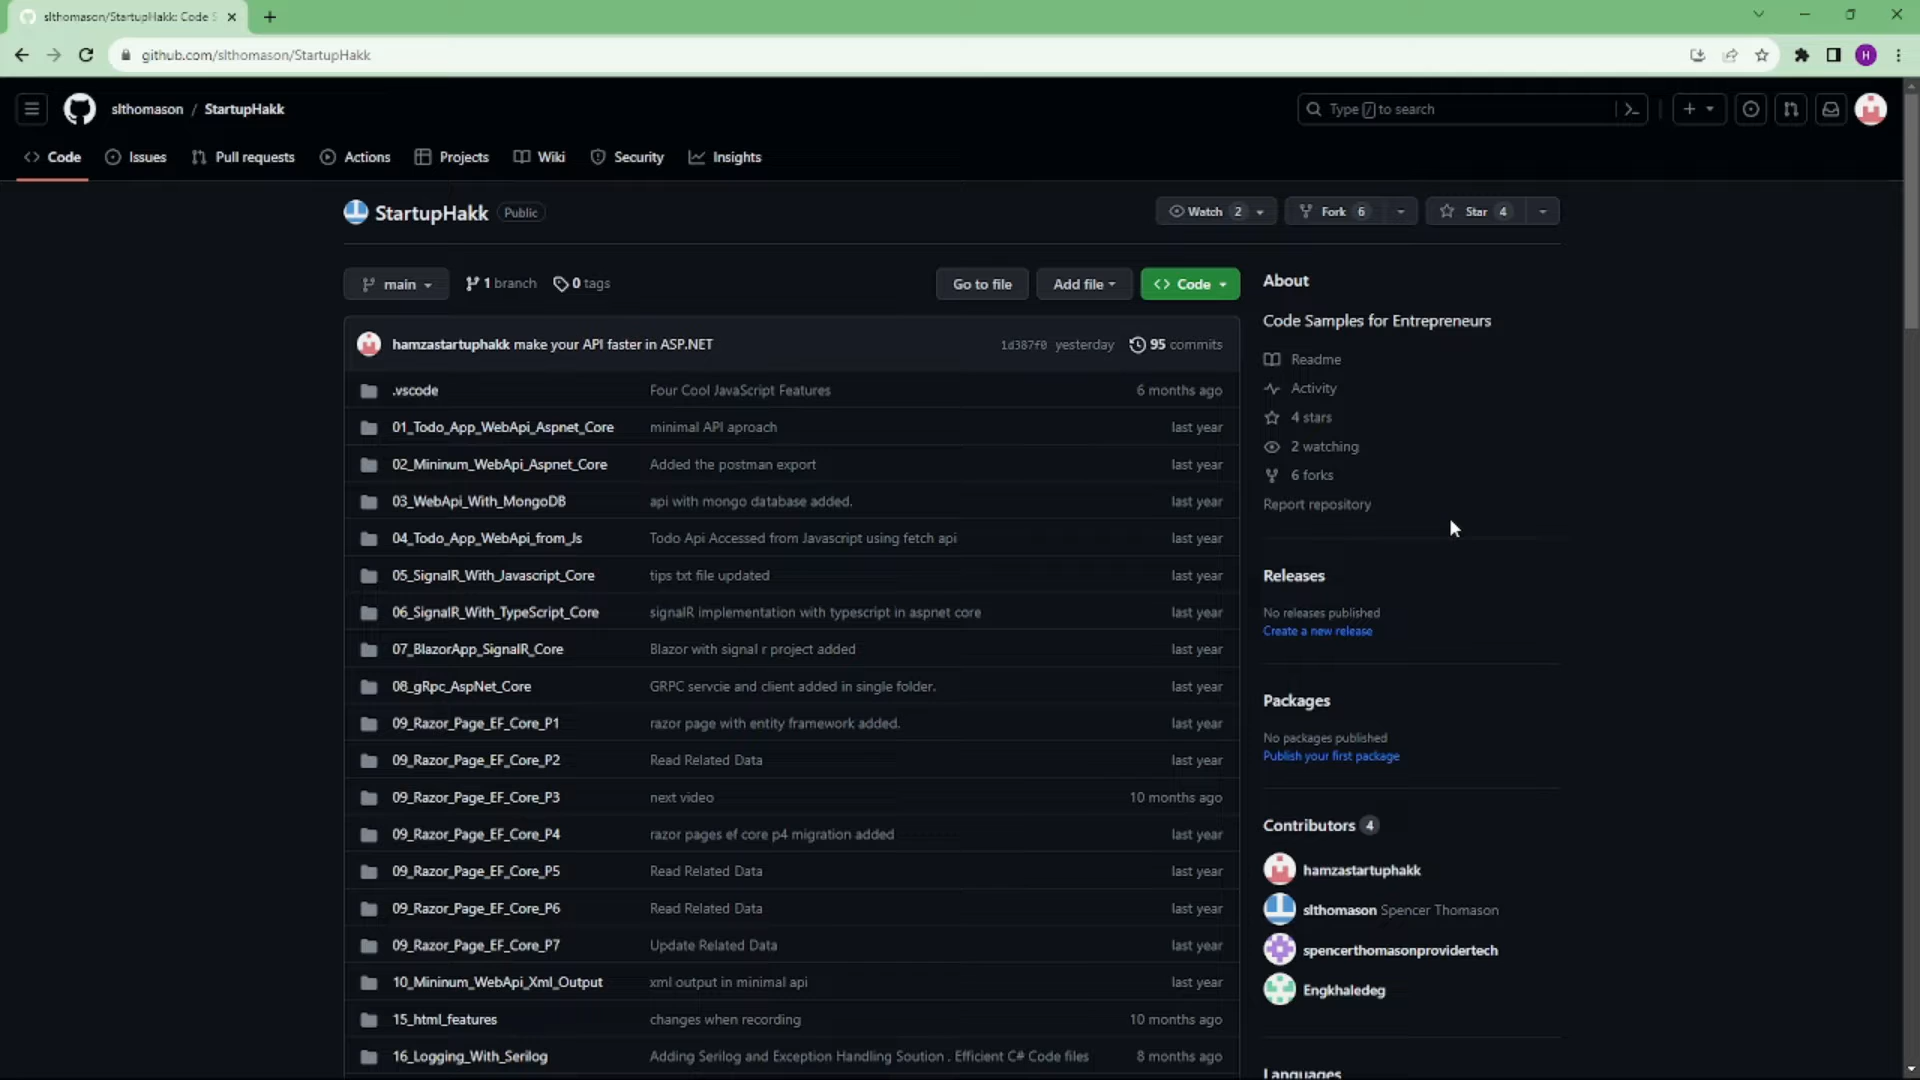 slthomason/StartupHakk: Code S
github.com/slthomason/StartupHakk
H
slthomason / StartupHakk
Type / to search
Code Issues Pull requests Actions Projects Wiki Security Insights
StartupHakk Public
Watch 2 Fork 6 Star 4
main 1 branch 0 tags Go to file Add file Code
About
Code Samples for Entrepreneurs
Readme
Activity
4 stars
2 watching
6 forks
Report repository
hamzastartuphakk make your API faster in ASP.NET 1d387f0 yesterday 95 commits
.vscode Four Cool JavaScript Features 6 months ago
01_Todo_App_WebApi_Aspnet_Core minimal API aproach last year
02_Mininum_WebApi_Aspnet_Core Added the postman export last year
03_WebApi_With_MongoDB api with mongo database added. last year
04_Todo_App_WebApi_from_Js Todo Api Accessed from Javascript using fetch api last year
05_SignalR_With_Javascript_Core tips txt file updated last year
06_SignalR_With_TypeScript_Core signalR implementation with typescript in aspnet core last year
07_BlazorApp_SignalR_Core Blazor with signal r project added last year
08_gRpc_AspNet_Core GRPC servcie and client added in single folder. last year
09_Razor_Page_EF_Core_P1 razor page with entity framework added. last year
09_Razor_Page_EF_Core_P2 Read Related Data last year
09_Razor_Page_EF_Core_P3 next video 10 months ago
09_Razor_Page_EF_Core_P4 razor pages ef core p4 migration added last year
09_Razor_Page_EF_Core_P5 Read Related Data last year
09_Razor_Page_EF_Core_P6 Read Related Data last year
09_Razor_Page_EF_Core_P7 Update Related Data last year
10_Mininum_WebApi_Xml_Output xml output in minimal api last year
15_html_features changes when recording 10 months ago
16_Logging_With_Serilog Adding Serilog and Exception Handling Soution . Efficient C# Code files 8 months ago
Releases
No releases published
Create a new release
Packages
No packages published
Publish your first package
Contributors 4
hamzastartuphakk
slthomason Spencer Thomason
spencerthomasonprovidertech
Engkhaledeg
Languages